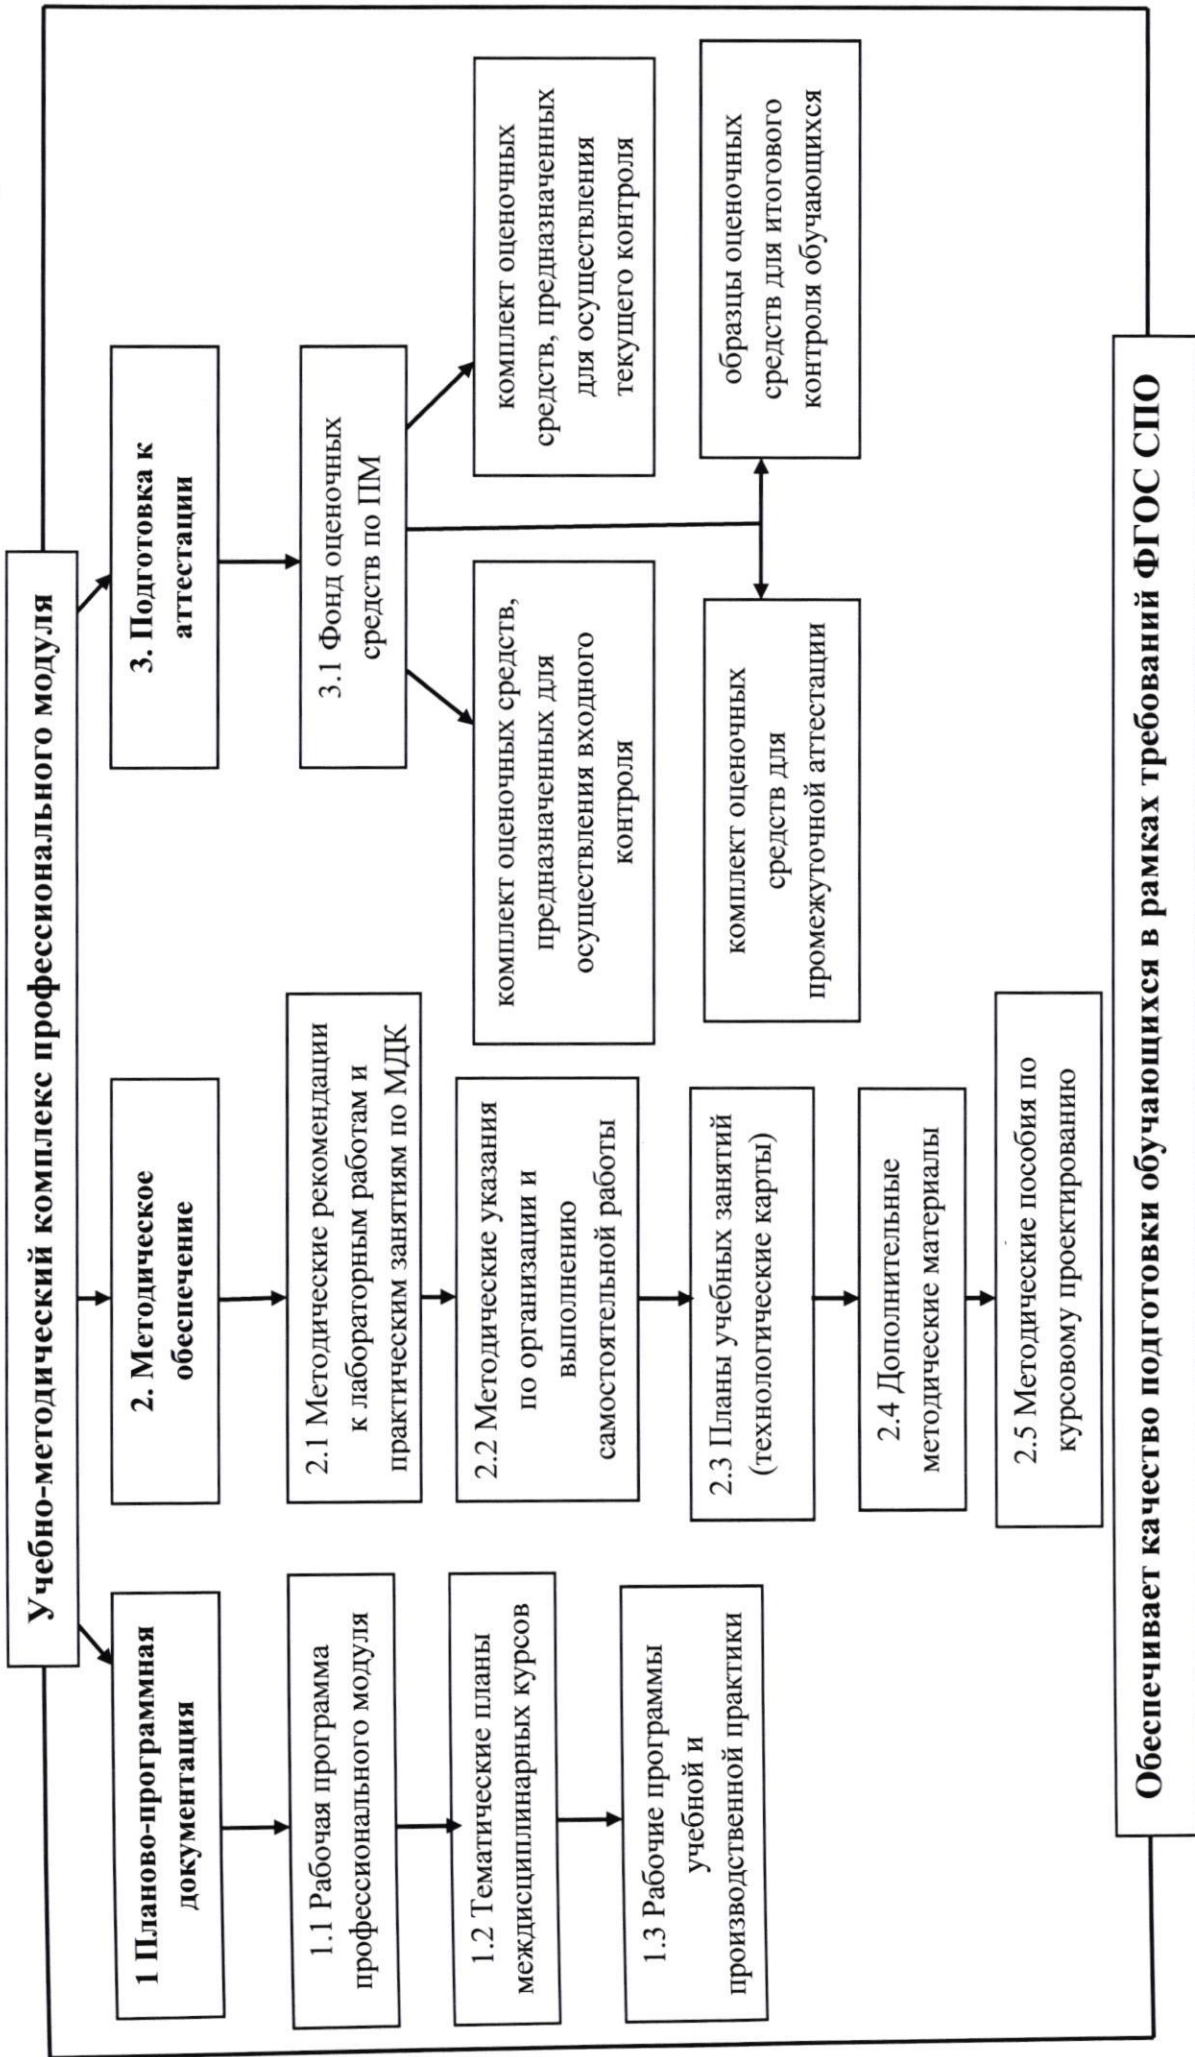 Учебно-методический комплекс профессионального модуля
1 Планово-программная
документация
1.1 Рабочая программа
профессионального модуля
1.2 Тематические планы
междисциплинарных курсов
1.3 Рабочие программы
учебной и
производственной практики
2. Методическое
обеспечение
2.1 Методические рекомендации
к лабораторным работам и
практическим занятиям по МДК
2.2 Методические указания
по организации и
выполнению
самостоятельной работы
2.3 Планы учебных занятий
(технологические карты)
2.4 Дополнительные
методические материалы
2.5 Методические пособия по
курсовому проектированию
3. Подготовка к
аттестации
3.1 Фонд оценочных
средств по ПМ
комплект оценочных средств,
предназначенных для
осуществления входного
контроля
комплект оценочных
средств, предназначенных
для осуществления
текущего контроля
комплект оценочных
средств для
промежуточной аттестации
образцы оценочных
средств для итогового
контроля обучающихся
Обеспечивает качество подготовки обучающихся в рамках требований ФГОС СПО